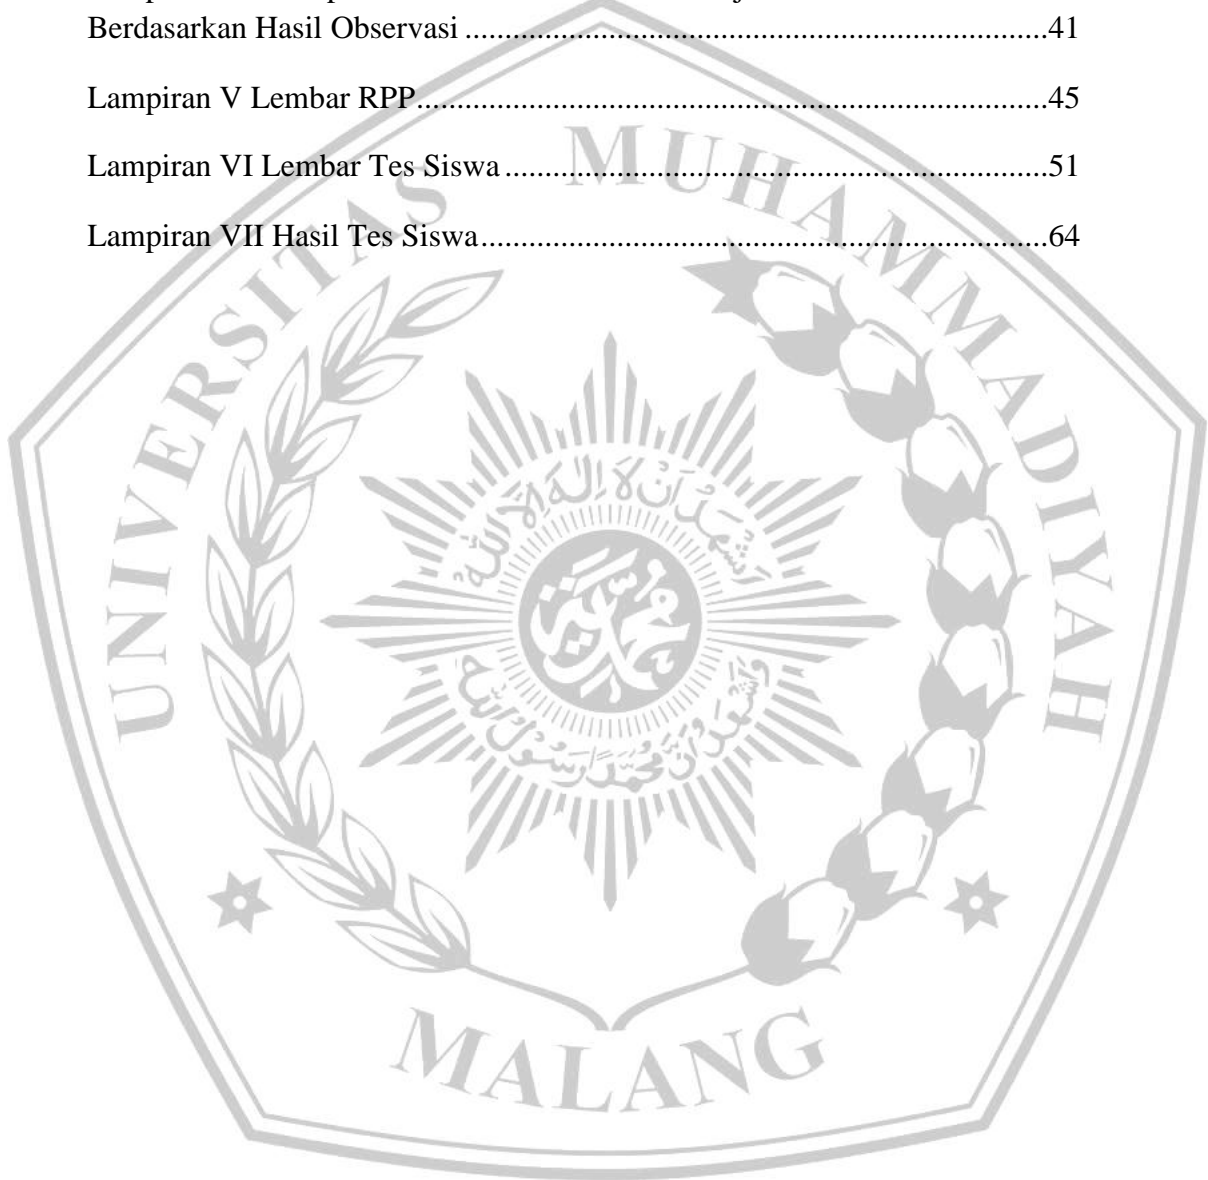 Berdasarkan Hasil Observasi ........................................................................41
Lampiran V Lembar RPP..............................................................................45
Lampiran VI Lembar Tes Siswa ...................................................................51
Lampiran VII Hasil Tes Siswa......................................................................64
UNIVERSITAS MUHAMMADIYAH
MALANG